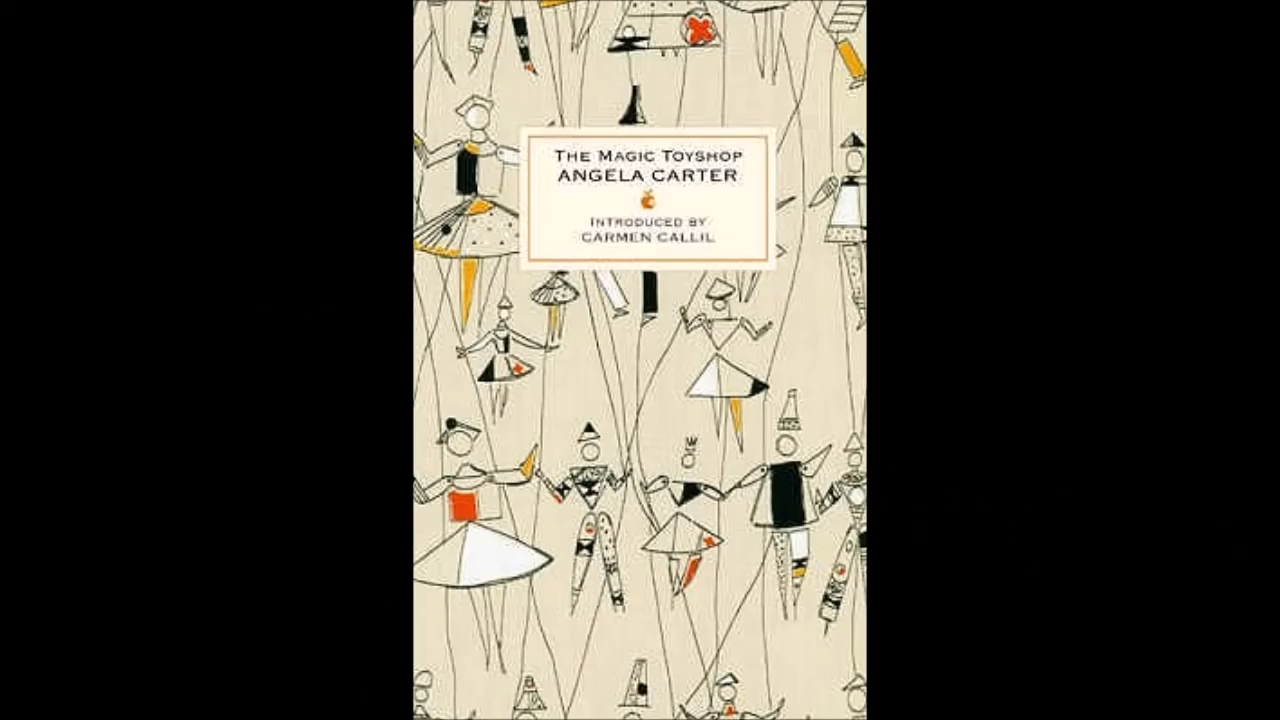 THE MAGIC TOYSHOP
ANGELA CARTER
INTRODUCED BY
CARMEN CALLIL